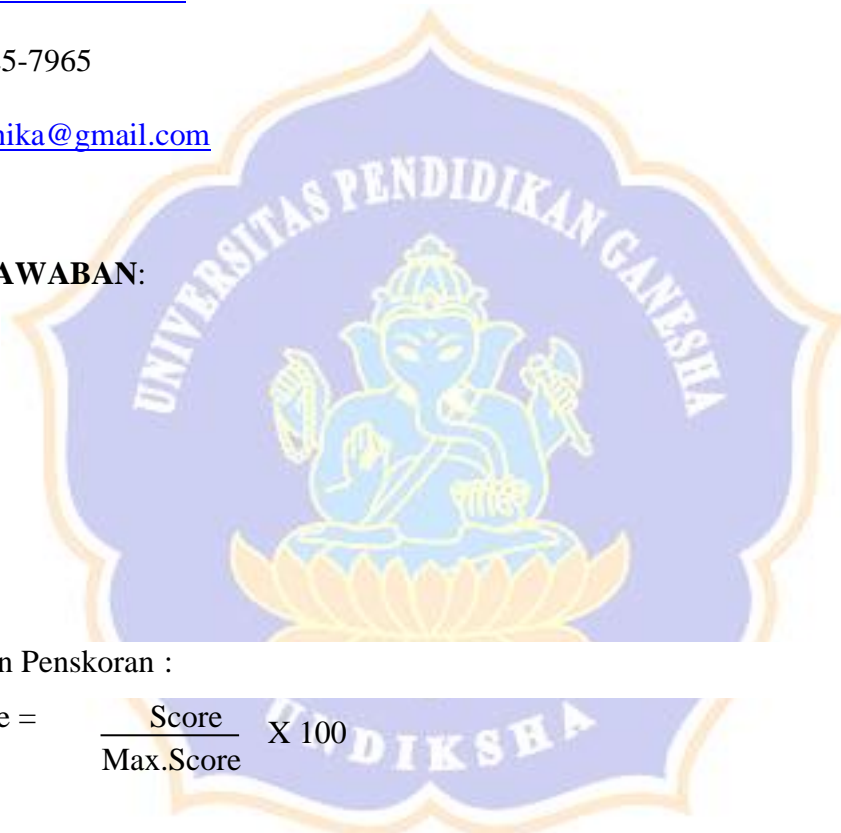 5-7965
nika@gmail.com
UNIVERSITAS PENDIDIKAN GANESHA
AWABAN:
n Penskoran :
e = Score X 100
Max.Score
UNDIKSHA